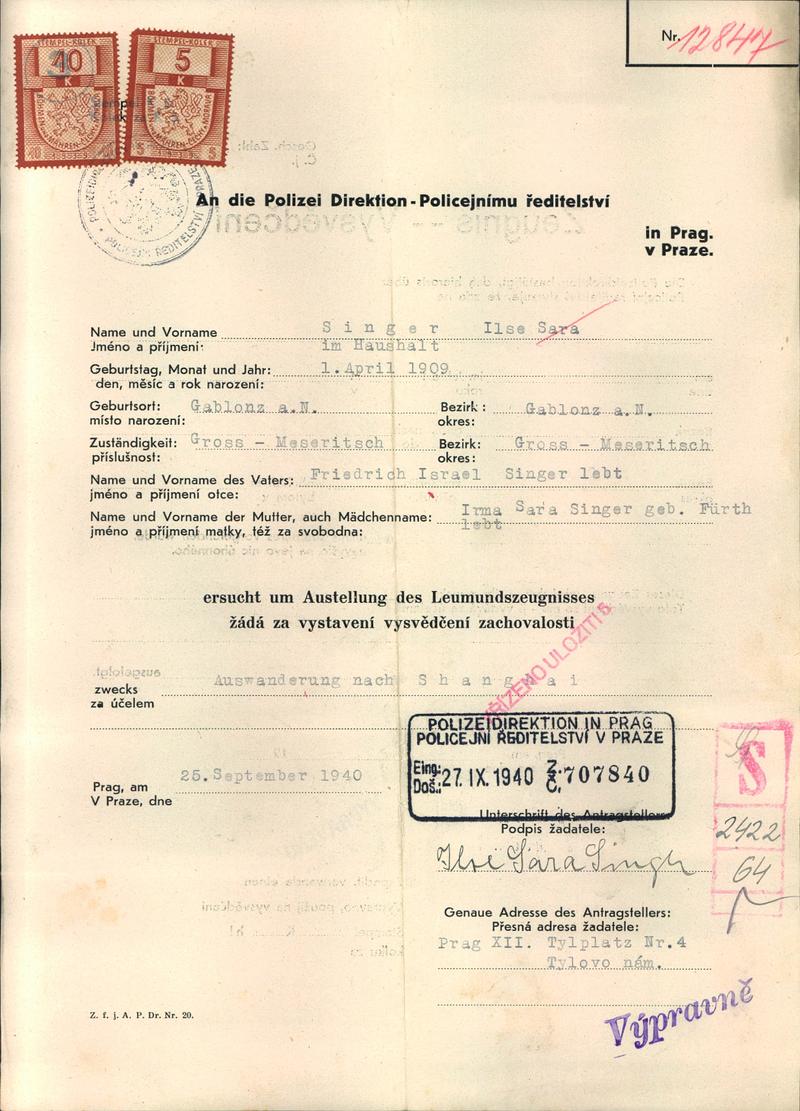 Nr. 12847
STEMPEL-KOLEK
10
K
STEMPEL-KOLEK
5
K
An die Polizei Direktion - Policejnímu ředitelství
in Prag.
v Praze.
Name und Vorname Singer Ilse Sara
Jméno a příjmení: im Haushalt
Geburtstag, Monat und Jahr: 1. April 1909
den, měsíc a rok narození:
Geburtsort: Gablonz a.N. Bezirk: Gablonz a.N.
místo narození: okres:
Zuständigkeit: Gross - Meseritsch Bezirk: Gross - Meseritsch
příslušnost: okres:
Name und Vorname des Vaters: Friedrich Israel Singer lebt
jméno a příjmení otce:
Name und Vorname der Mutter, auch Mädchenname: Irma Sara Singer geb. Fürth
jméno a příjmení matky, též za svobodna: lebt
ersucht um Austellung des Leumundszeugnisses
žádá za vystavení vysvědčení zachovalosti
zwecks Auswanderung nach Shanghai
za účelem
POLIZEIDIREKTION IN PRAG
POLICEJNÍ ŘEDITELSTVÍ V PRAZE
Eing.: 27. IX. 1940 Z. 707840
Doš.: Č.
S
2422
64
Prag, am 25. September 1940
V Praze, dne
Unterschrift des Antragstellers
Podpis žadatele:
Ilse Sara Singer
Genaue Adresse des Antragstellers:
Přesná adresa žadatele:
Prag XII. Tylplatz Nr.4
Tylovo nám.
Výpravně
Z. f. j. A. P. Dr. Nr. 20.